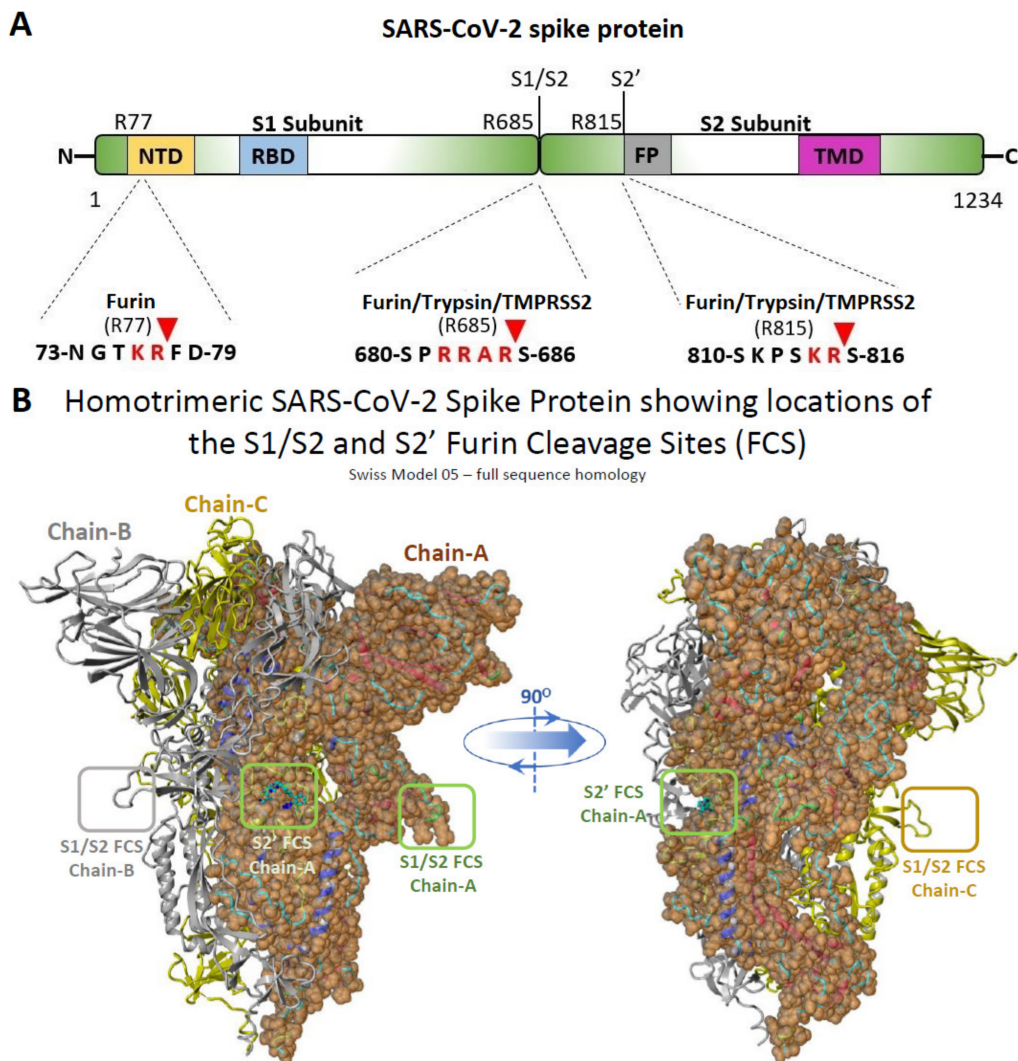 A
SARS-CoV-2 spike protein
S1/S2 S2’
R77 S1 Subunit R685 R815 S2 Subunit
N NTD RBD FP TMD C
1 1234
Furin Furin/Trypsin/TMPRSS2 Furin/Trypsin/TMPRSS2
(R77) (R685) (R815)
73-N G T K R F D-79 680-S P R R A R S-686 810-S K P S K R S-816
B Homotrimeric SARS-CoV-2 Spike Protein showing locations of
the S1/S2 and S2’ Furin Cleavage Sites (FCS)
Swiss Model 05 – full sequence homology
Chain-C
Chain-B
Chain-A
90O
S1/S2 FCS
Chain-B
S2’ FCS
Chain-A
S1/S2 FCS
Chain-A
S2’ FCS
Chain-A
S1/S2 FCS
Chain-C